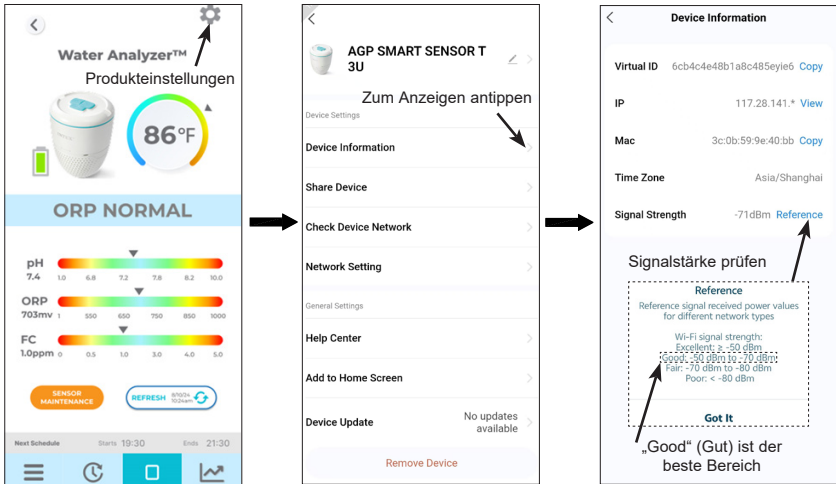 Water Analyzer™
Produkteinstellungen
86°F
ORP NORMAL
pH
7.4 1.0 6.8 7.2 7.8 8.2 10.0
ORP
703mv 1 550 650 750 850 1000
FC
1.0ppm 0 0.5 1.0 3.0 4.0 5.0
SENSOR
MAINTENANCE
REFRESH 8/10/24
10:24am
Next Schedule Starts 19:30 Ends 21:30
AGP SMART SENSOR T
3U
Zum Anzeigen antippen
Device Settings
Device Information
Share Device
Check Device Network
Network Setting
General Settings
Help Center
Add to Home Screen
Device Update No updates
available
Remove Device
Device Information
Virtual ID 6cb4c4e48b1a8c485eyie6 Copy
IP 117.28.141.* View
Mac 3c:0b:59:9e:40:bb Copy
Time Zone Asia/Shanghai
Signal Strength -71dBm Reference
Signalstärke prüfen
Reference
Reference signal received power values
for different network types
Wi-Fi signal strength:
Excellent: ≥ -50 dBm
Good: -50 dBm to -70 dBm
Fair: -70 dBm to -80 dBm
Poor: < -80 dBm
Got It
„Good“ (Gut) ist der
beste Bereich